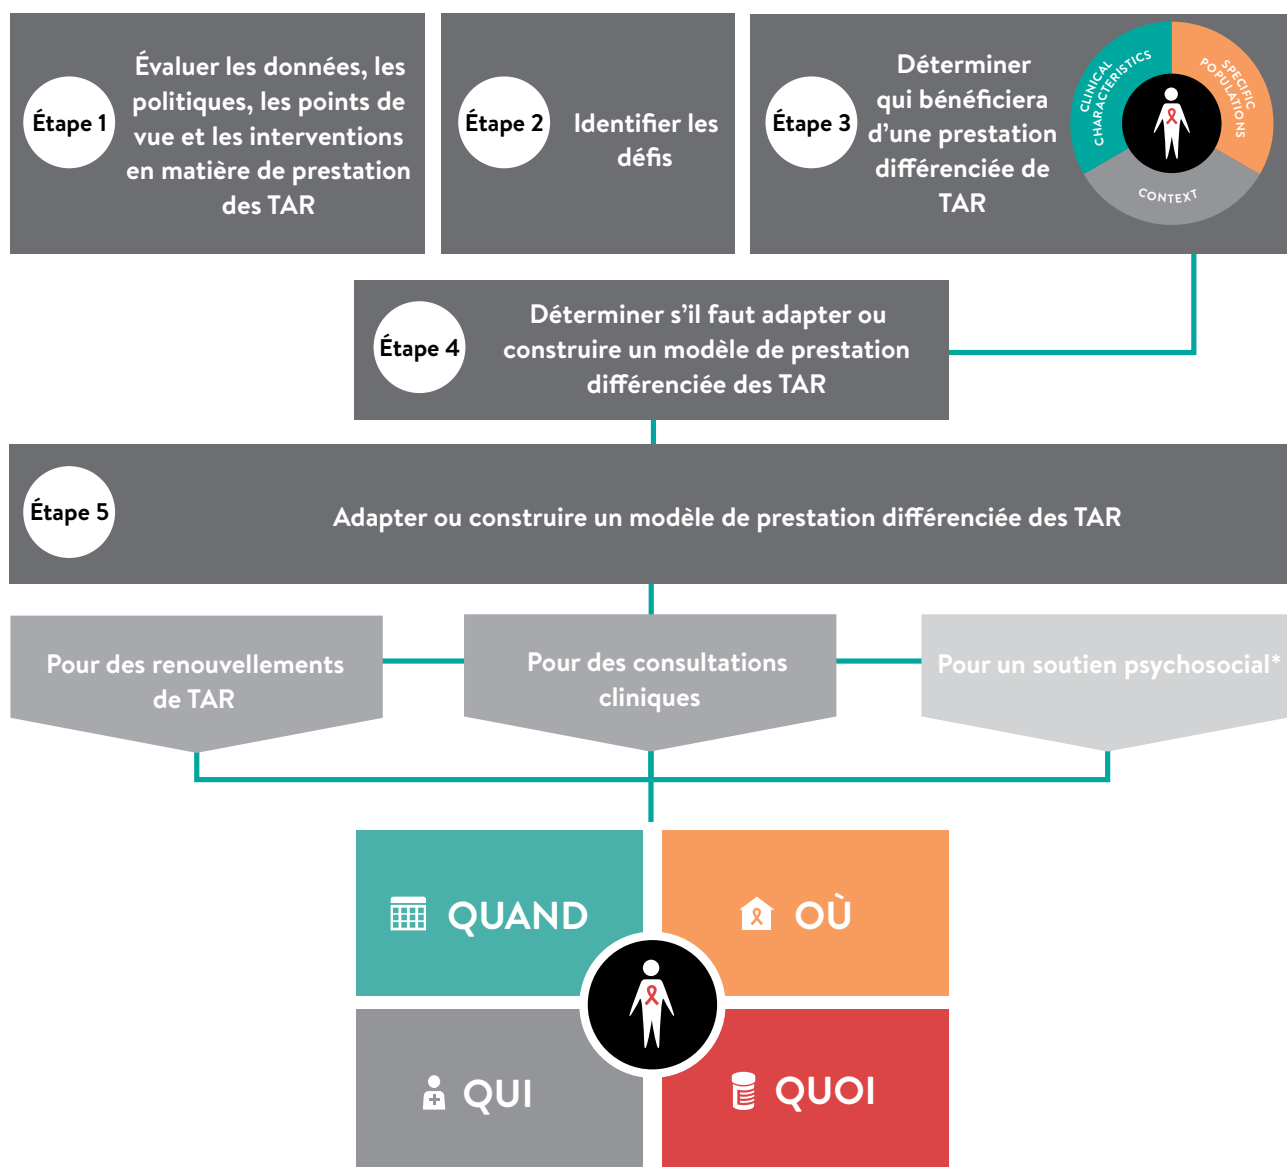 Étape 1
Évaluer les données, les
politiques, les points de
vue et les interventions
en matière de prestation
des TAR
Étape 2
Identifier les
défis
Étape 3
Déterminer
qui bénéficiera
d’une prestation
différenciée de
TAR
CLINICAL
CHARACTERISTICS
SPECIFIC
POPULATIONS
CONTEXT
Étape 4
Déterminer s’il faut adapter ou
construire un modèle de prestation
différenciée des TAR
Étape 5
Adapter ou construire un modèle de prestation différenciée des TAR
Pour des renouvellements
de TAR
Pour des consultations
cliniques
Pour un soutien psychosocial*
QUAND
OÙ
QUI
QUOI